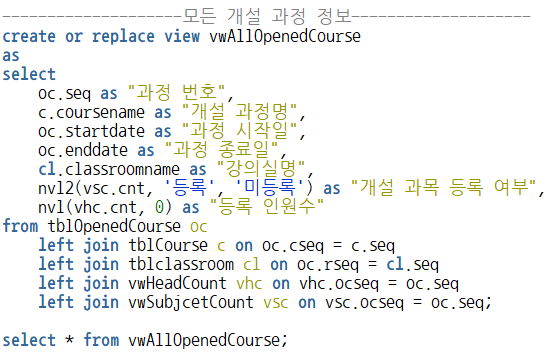 --------------------모든 개설 과정 정보--------------------
create or replace view vwAllOpenedCourse
as
select
    oc.seq as "과정 번호",
    c.coursename as "개설 과정명",
    oc.startdate as "과정 시작일",
    oc.enddate as "과정 종료일",
    cl.classroomname as "강의실명",
    nvl2(vsc.cnt, '등록', '미등록') as "개설 과목 등록 여부",
    nvl(vhc.cnt, 0) as "등록 인원수"
from tblOpenedCourse oc
    left join tblCourse c on oc.cseq = c.seq
    left join tblclassroom cl on oc.rseq = cl.seq
    left join vwHeadCount vhc on vhc.ocseq = oc.seq
    left join vwSubjcetCount vsc on vsc.ocseq = oc.seq;
select * from vwAllOpenedCourse;